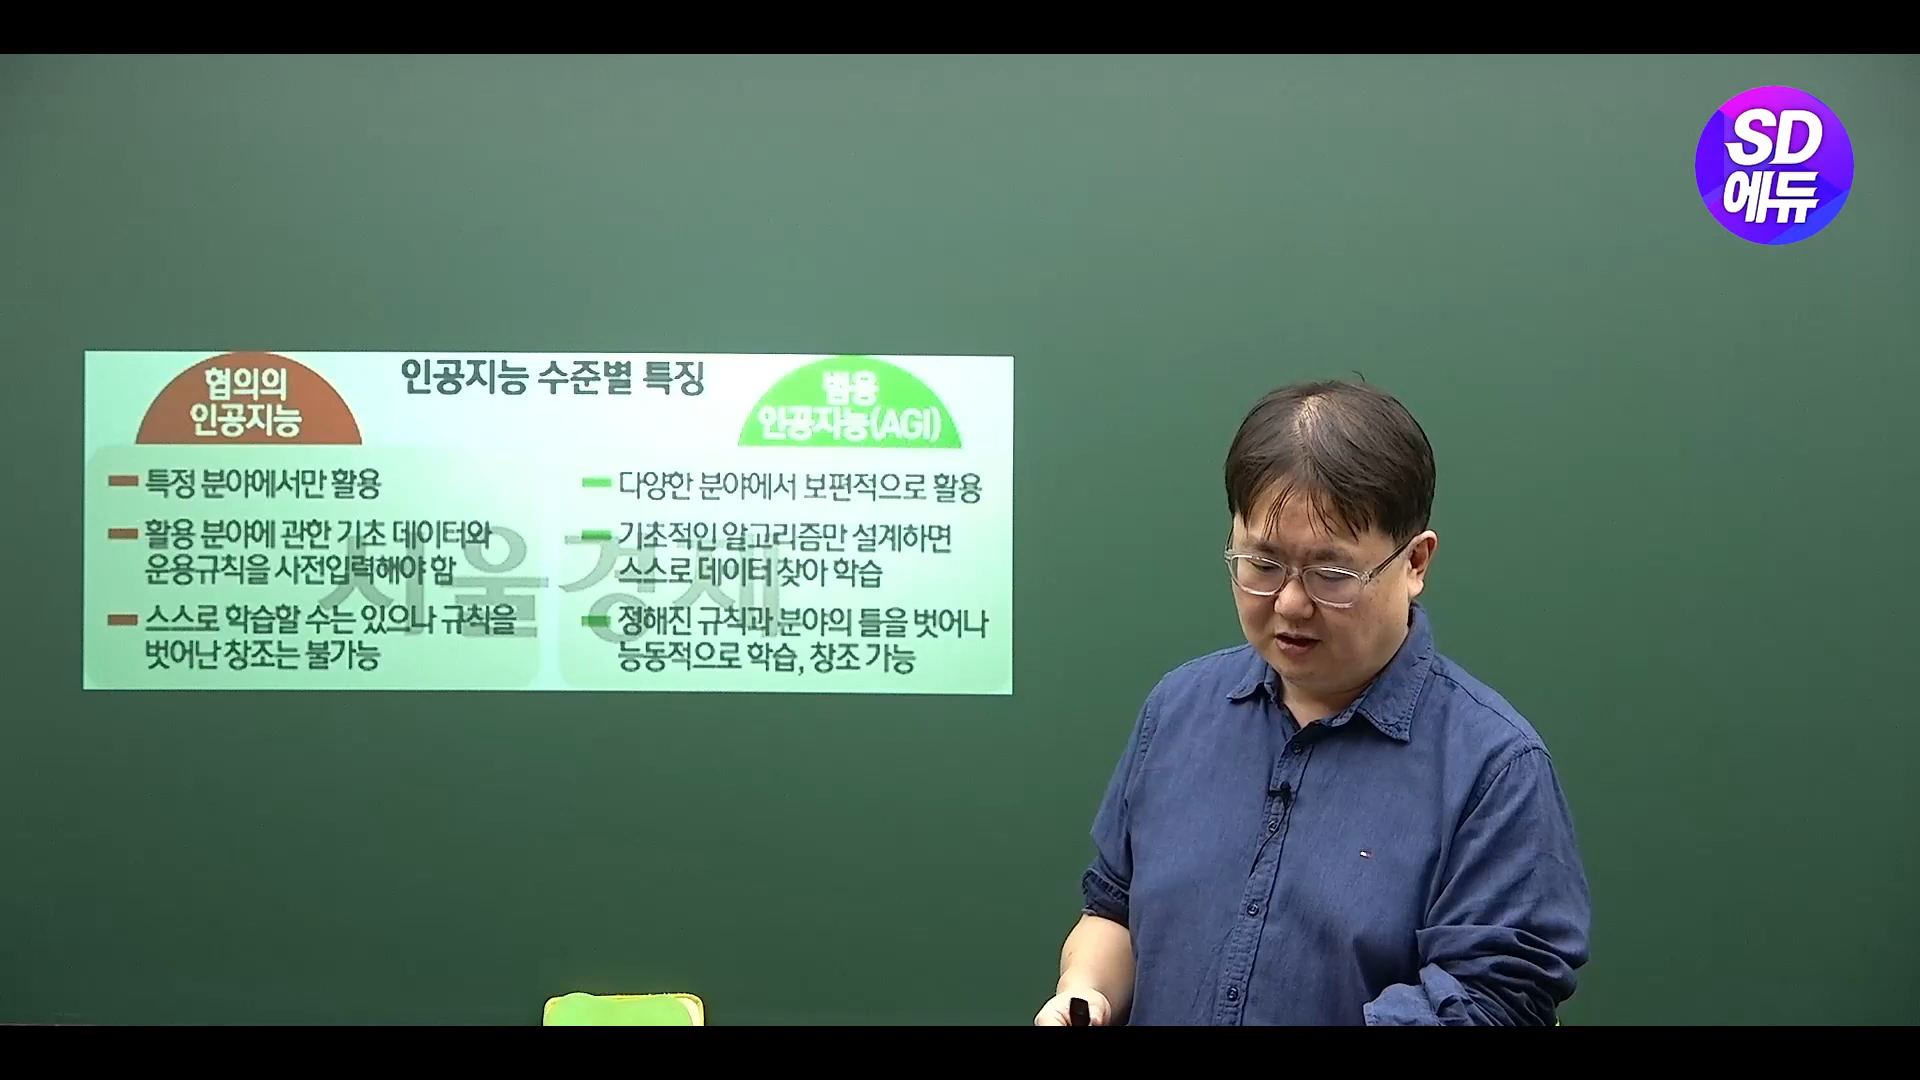 SD
에듀
인공지능 수준별 특징
협의의
인공지능
특정 분야에서만 활용
활용 분야에 관한 기초 데이터와
운용규칙을 사전입력해야 함
스스로 학습할 수는 있으나 규칙을
벗어난 창조는 불가능
범용
인공지능(AGI)
다양한 분야에서 보편적으로 활용
기초적인 알고리즘만 설계하면
스스로 데이터 찾아 학습
정해진 규칙과 분야의 틀을 벗어나
능동적으로 학습, 창조 가능
서울경제